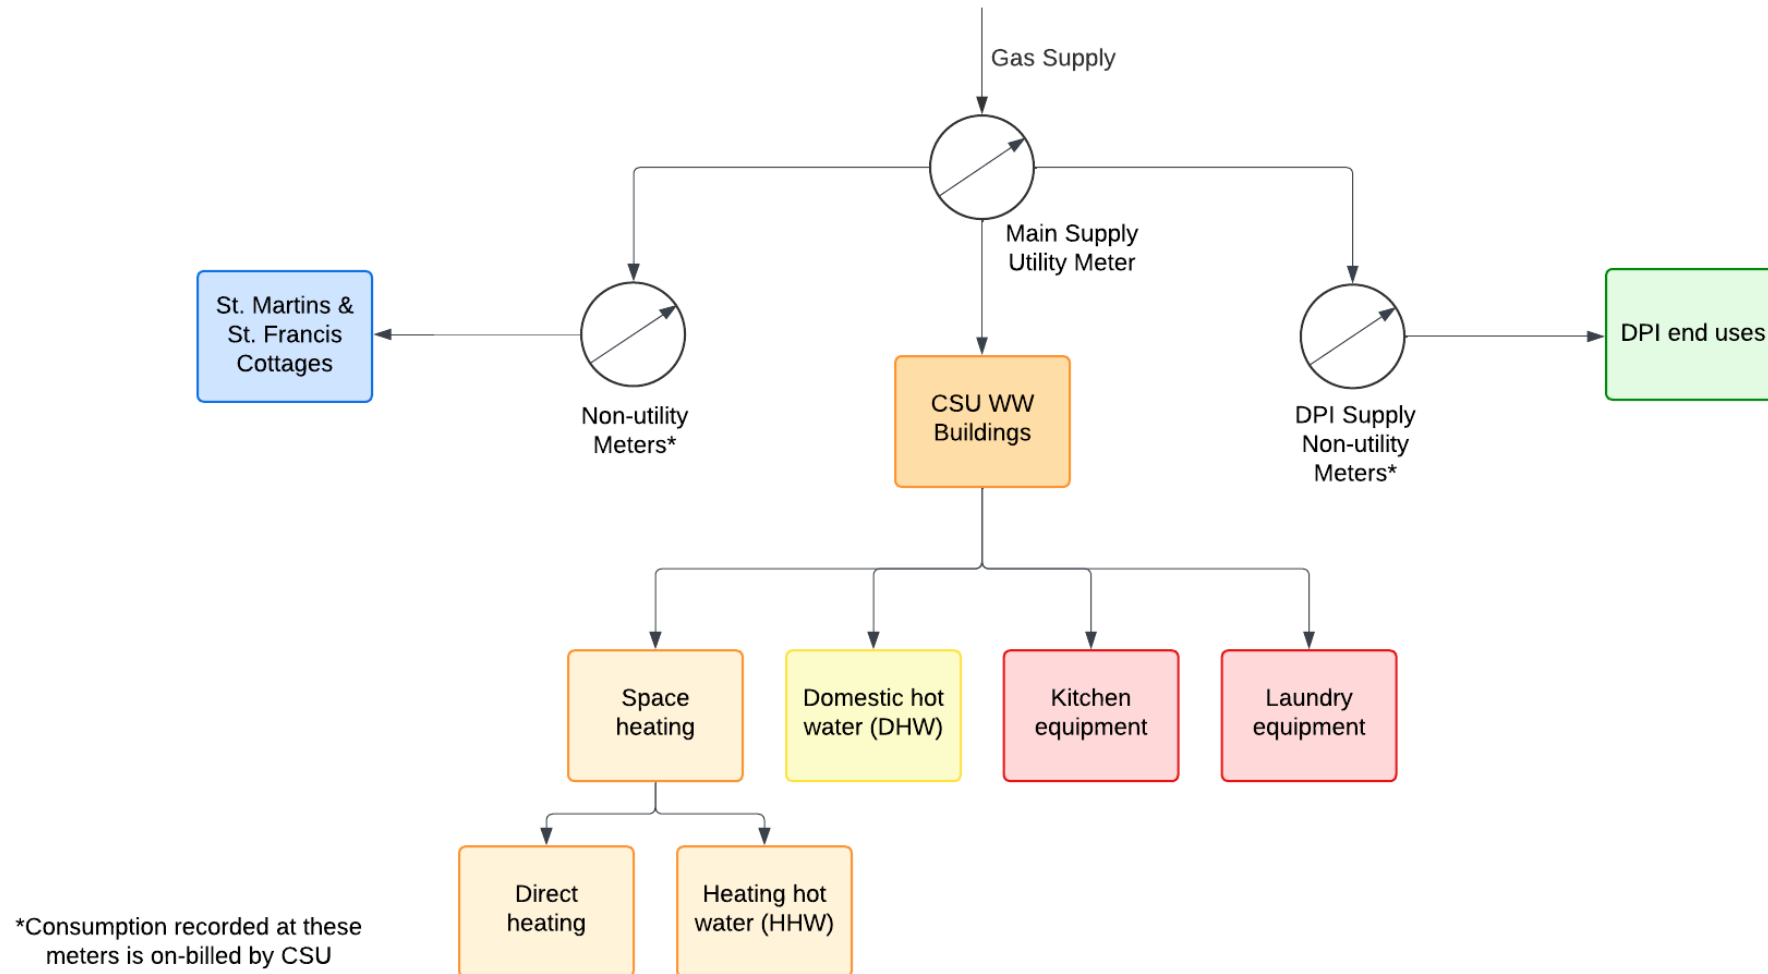 Gas Supply
Main Supply
Utility Meter
St. Martins &
St. Francis
Cottages
Non-utility
Meters*
CSU WW
Buildings
DPI Supply
Non-utility
Meters*
DPI end uses
Space
heating
Domestic hot
water (DHW)
Kitchen
equipment
Laundry
equipment
Direct
heating
Heating hot
water (HHW)
*Consumption recorded at these
meters is on-billed by CSU